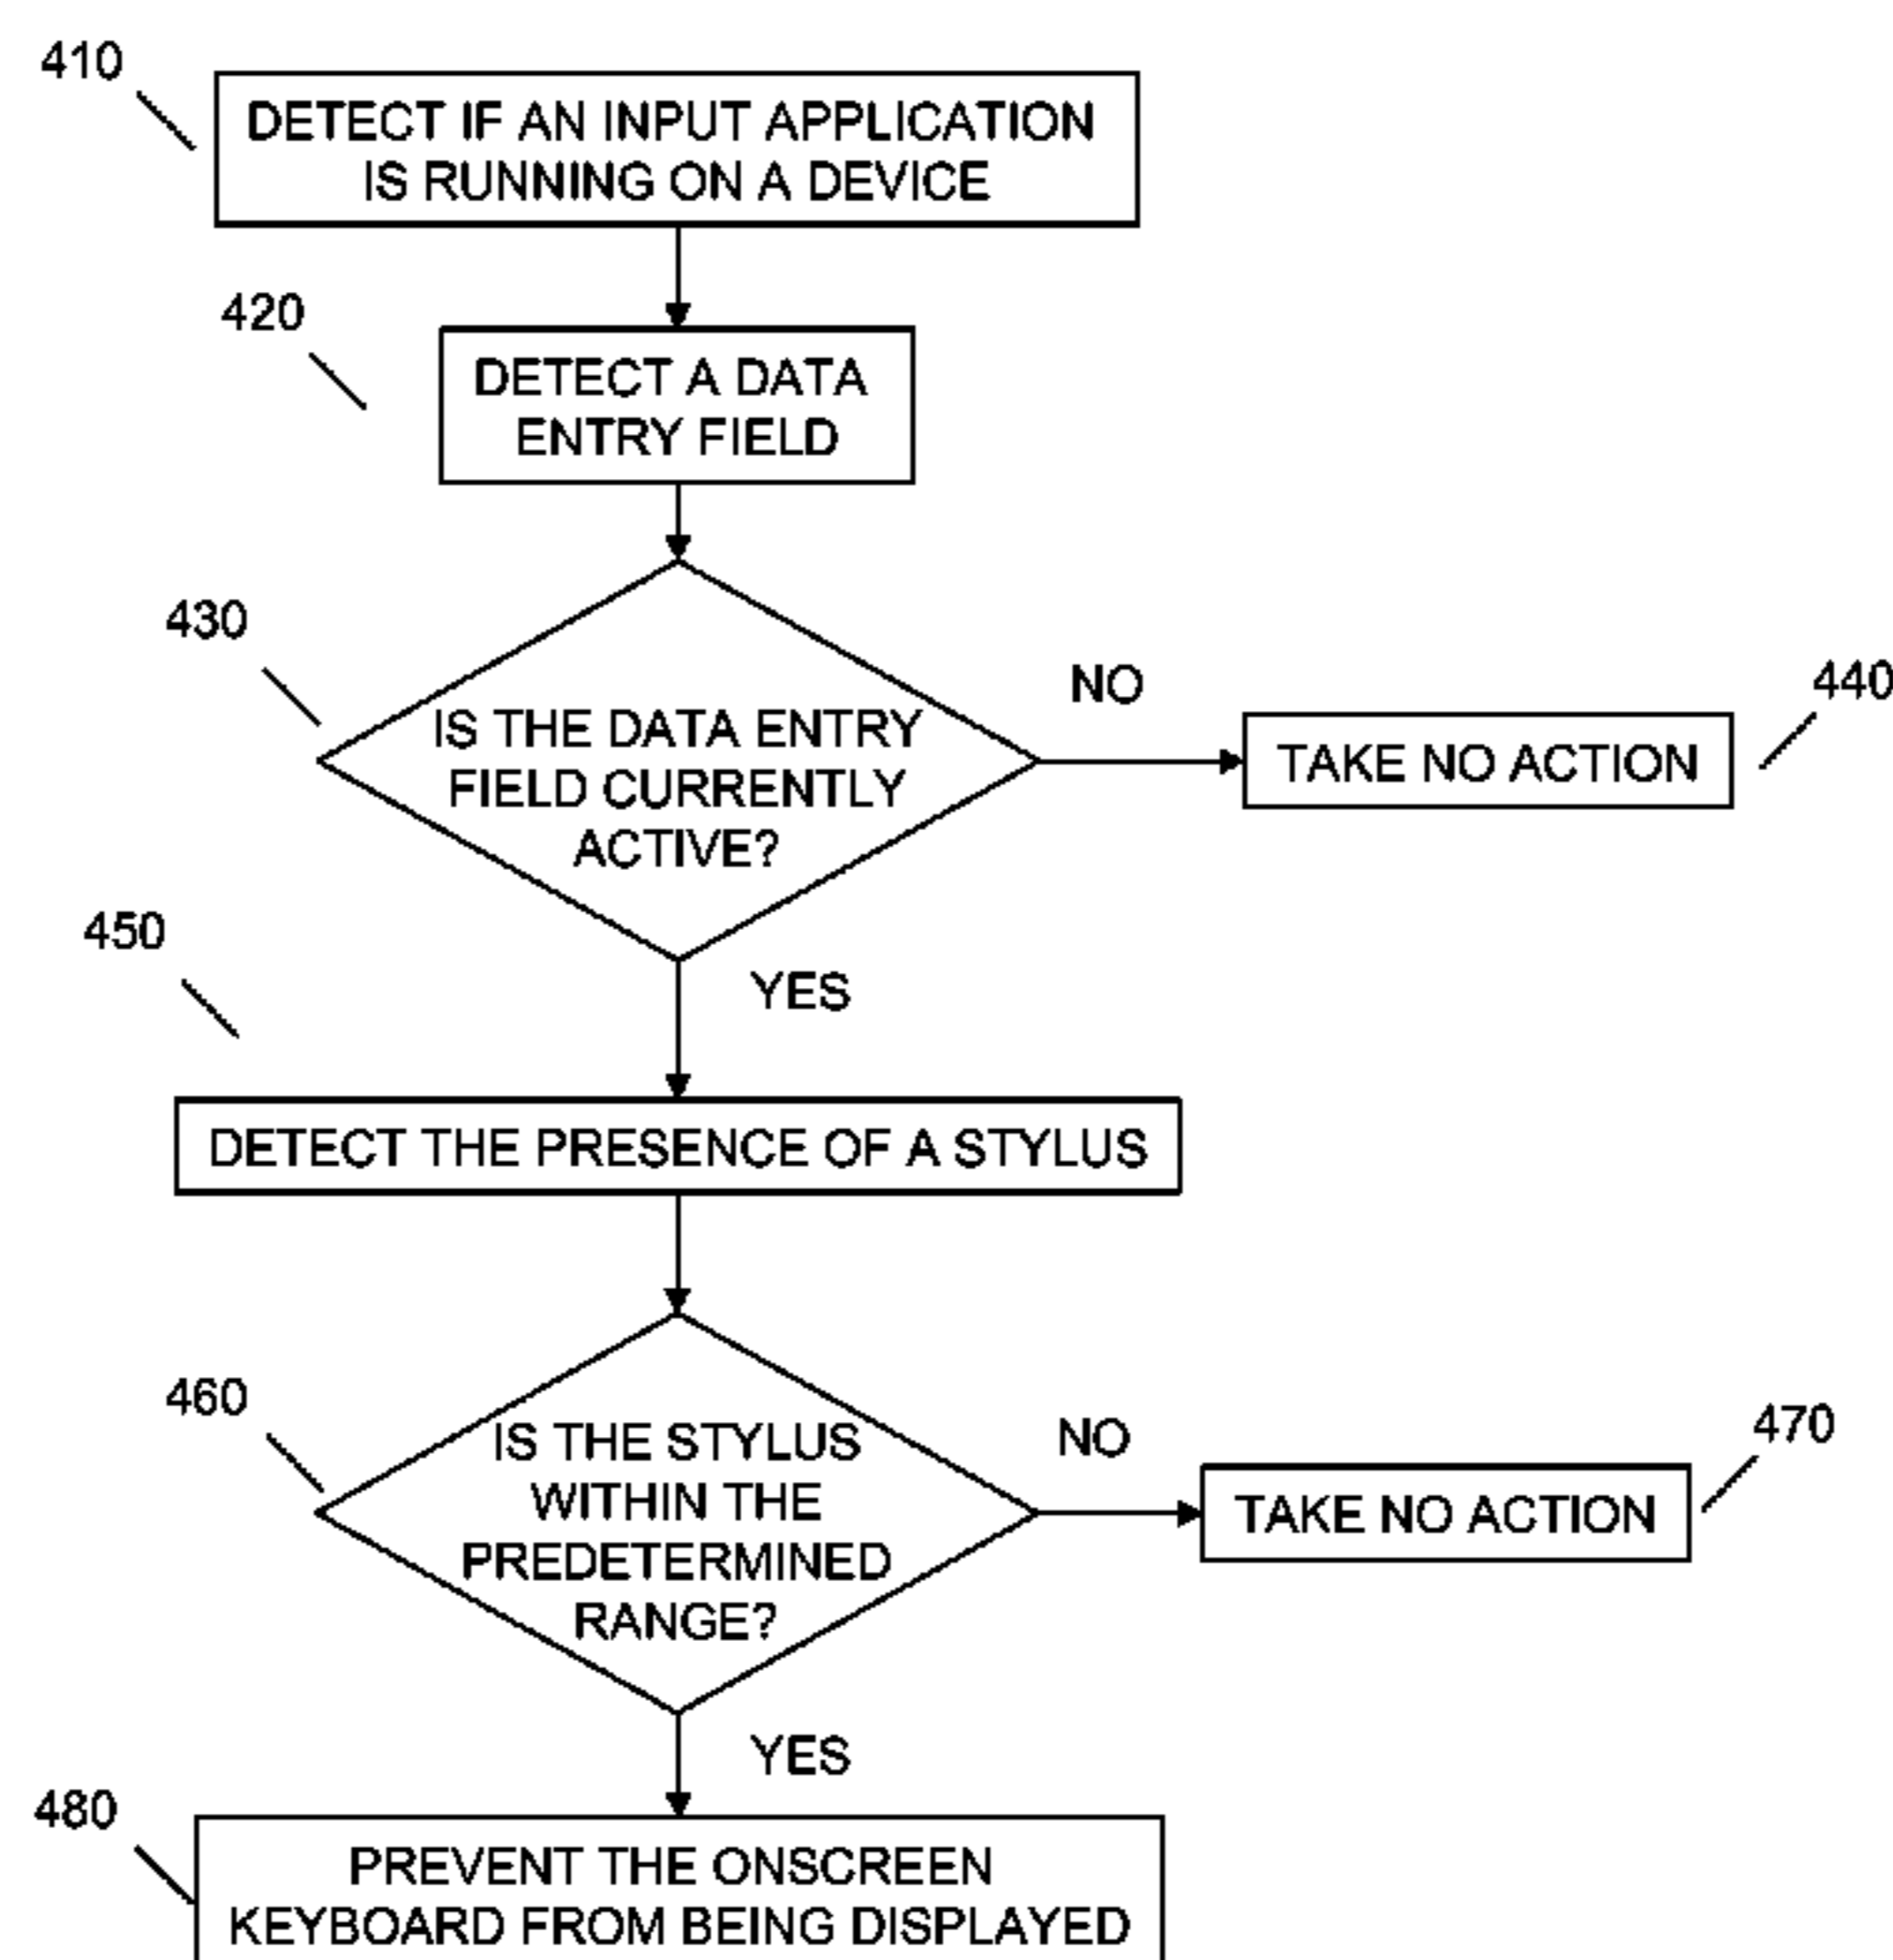 410
DETECT IF AN INPUT APPLICATION
IS RUNNING ON A DEVICE
420
DETECT A DATA
ENTRY FIELD
430
IS THE DATA ENTRY
FIELD CURRENTLY
ACTIVE?
NO
440
TAKE NO ACTION
YES
450
DETECT THE PRESENCE OF A STYLUS
460
IS THE STYLUS
WITHIN THE
PREDETERMINED
RANGE?
NO
470
TAKE NO ACTION
YES
480
PREVENT THE ONSCREEN
KEYBOARD FROM BEING DISPLAYED